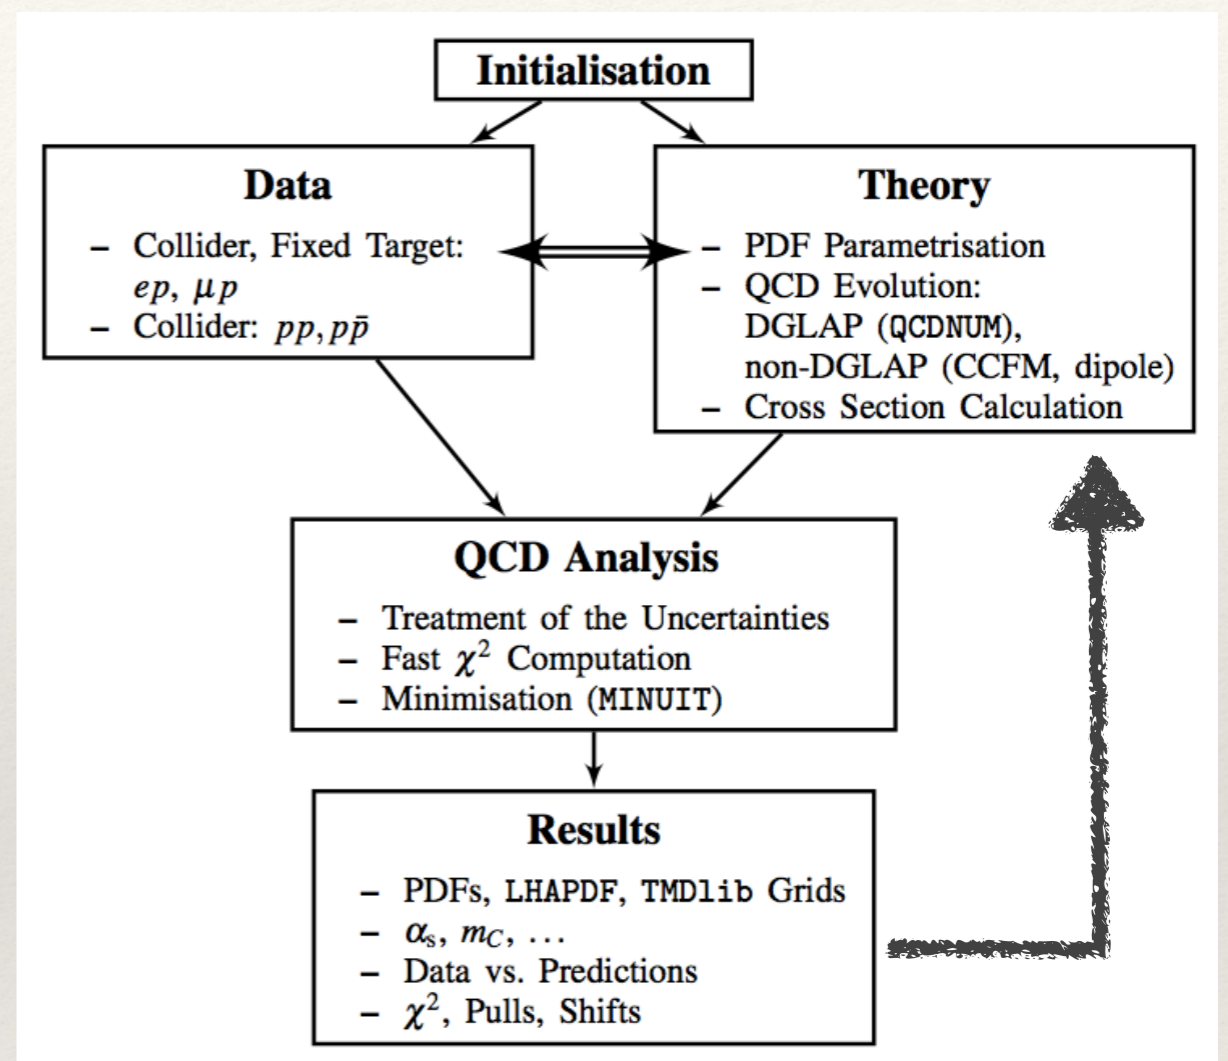 Initialisation
Data
– Collider, Fixed Target:
ep, μp
– Collider: pp, pp̄
Theory
– PDF Parametrisation
– QCD Evolution:
DGLAP (QCDNUM),
non-DGLAP (CCFM, dipole)
– Cross Section Calculation
QCD Analysis
– Treatment of the Uncertainties
– Fast χ² Computation
– Minimisation (MINUIT)
Results
– PDFs, LHAPDF, TMDlib Grids
– αₛ, m_C, ...
– Data vs. Predictions
– χ², Pulls, Shifts